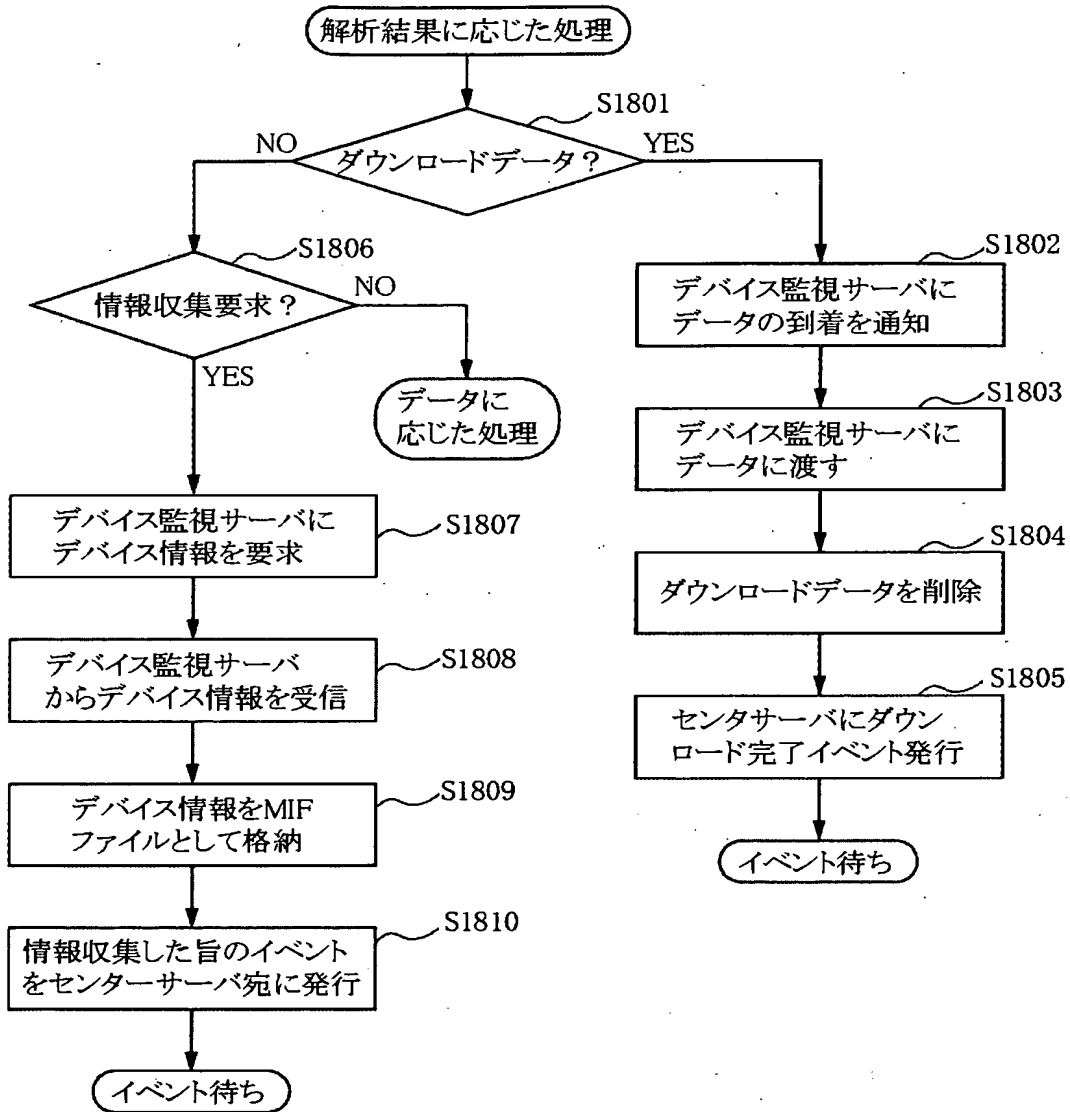 解析結果に応じた処理
S1801
NO
ダウンロードデータ？
YES
S1806
情報収集要求？
NO
YES
データに
応じた処理
S1807
デバイス監視サーバに
デバイス情報を要求
S1808
デバイス監視サーバ
からデバイス情報を受信
S1809
デバイス情報をMIF
ファイルとして格納
S1810
情報収集した旨のイベント
をセンターサーバ宛に発行
イベント待ち
S1802
デバイス監視サーバに
データの到着を通知
S1803
デバイス監視サーバに
データに渡す
S1804
ダウンロードデータを削除
S1805
センタサーバにダウン
ロード完了イベント発行
イベント待ち